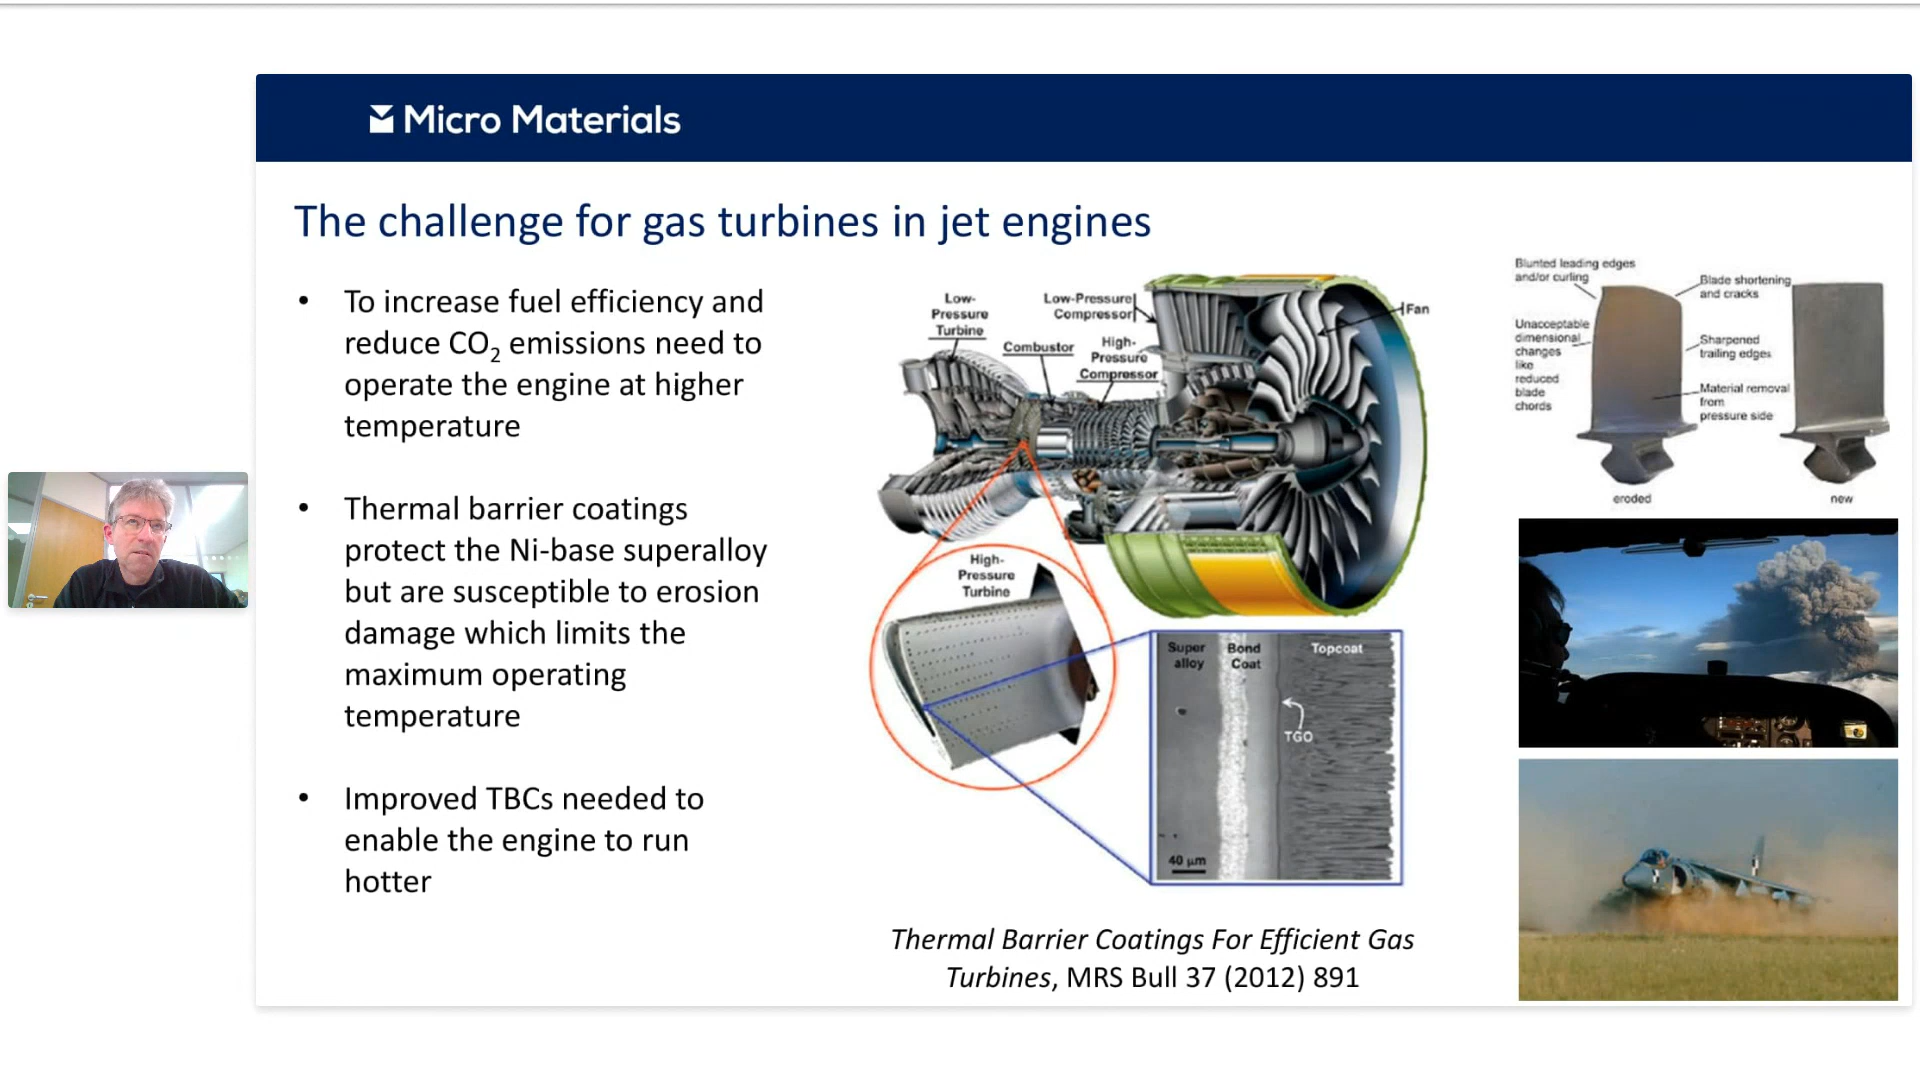 Micro Materials
The challenge for gas turbines in jet engines
• To increase fuel efficiency and
reduce CO₂ emissions need to
operate the engine at higher
temperature
• Thermal barrier coatings
protect the Ni-base superalloy
but are susceptible to erosion
damage which limits the
maximum operating
temperature
• Improved TBCs needed to
enable the engine to run
hotter
Low-
Pressure
Turbine
Combustor
Low-Pressure
Compressor
High-
Pressure
Compressor
Fan
High-
Pressure
Turbine
Super
alloy
Bond
Coat
Topcoat
TGO
40 μm
Thermal Barrier Coatings For Efficient Gas
Turbines, MRS Bull 37 (2012) 891
Blunted leading edges
and/or curling
Unacceptable
dimensional
changes
like
reduced
blade
chords
Blade shortening
and cracks
Sharpened
trailing edges
Material removal
from
pressure side
eroded
new